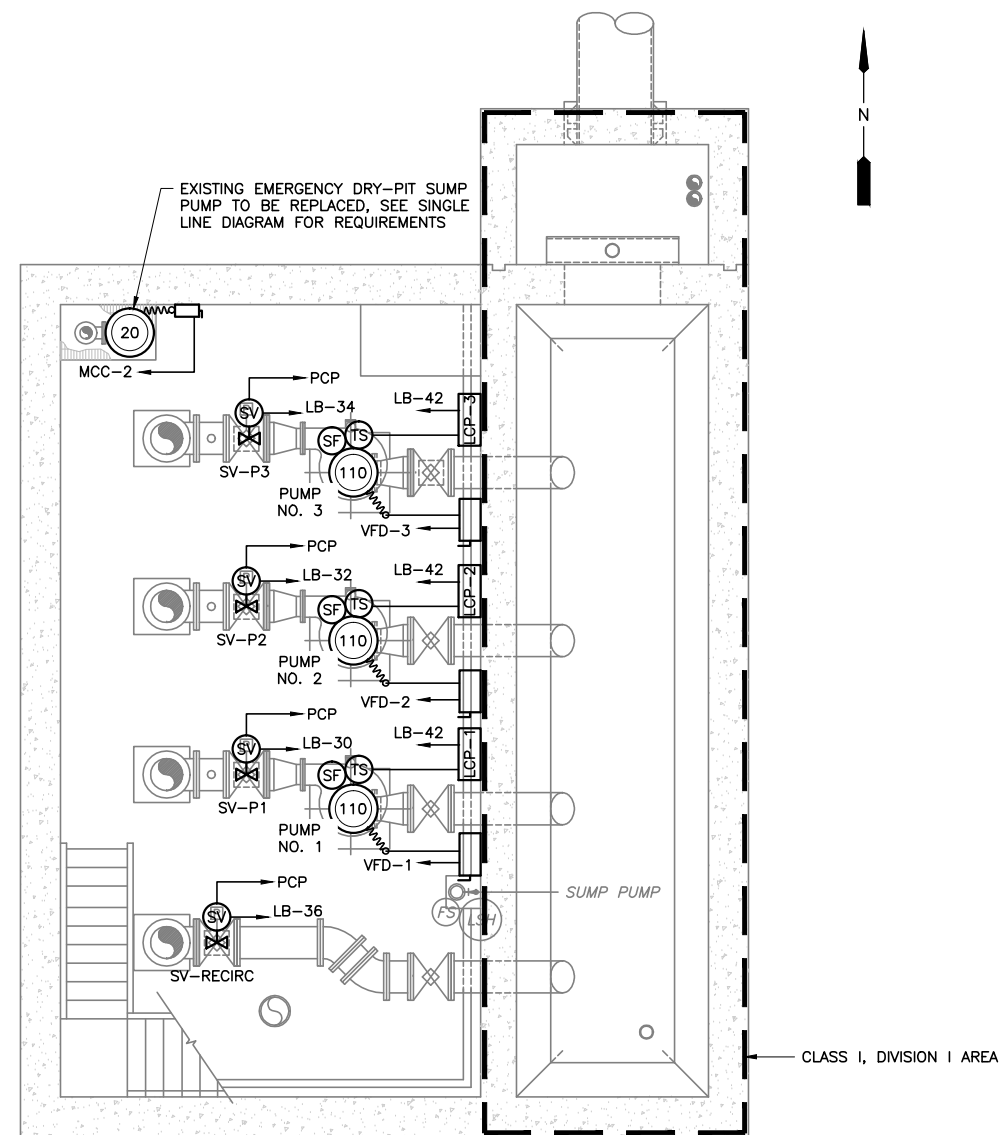 N
EXISTING EMERGENCY DRY-PIT SUMP
PUMP TO BE REPLACED, SEE SINGLE
LINE DIAGRAM FOR REQUIREMENTS
20
MCC-2
PCP
SV
LB-34
LB-42
LCP-3
SF
TS
SV-P3
110
PUMP
NO. 3
VFD-3
PCP
SV
LB-32
LB-42
LCP-2
SF
TS
SV-P2
110
PUMP
NO. 2
VFD-2
PCP
SV
LB-30
LB-42
LCP-1
SF
TS
SV-P1
110
PUMP
NO. 1
VFD-1
PCP
SUMP PUMP
SV
LB-36
FS
LSH
SV-RECIRC
CLASS I, DIVISION I AREA